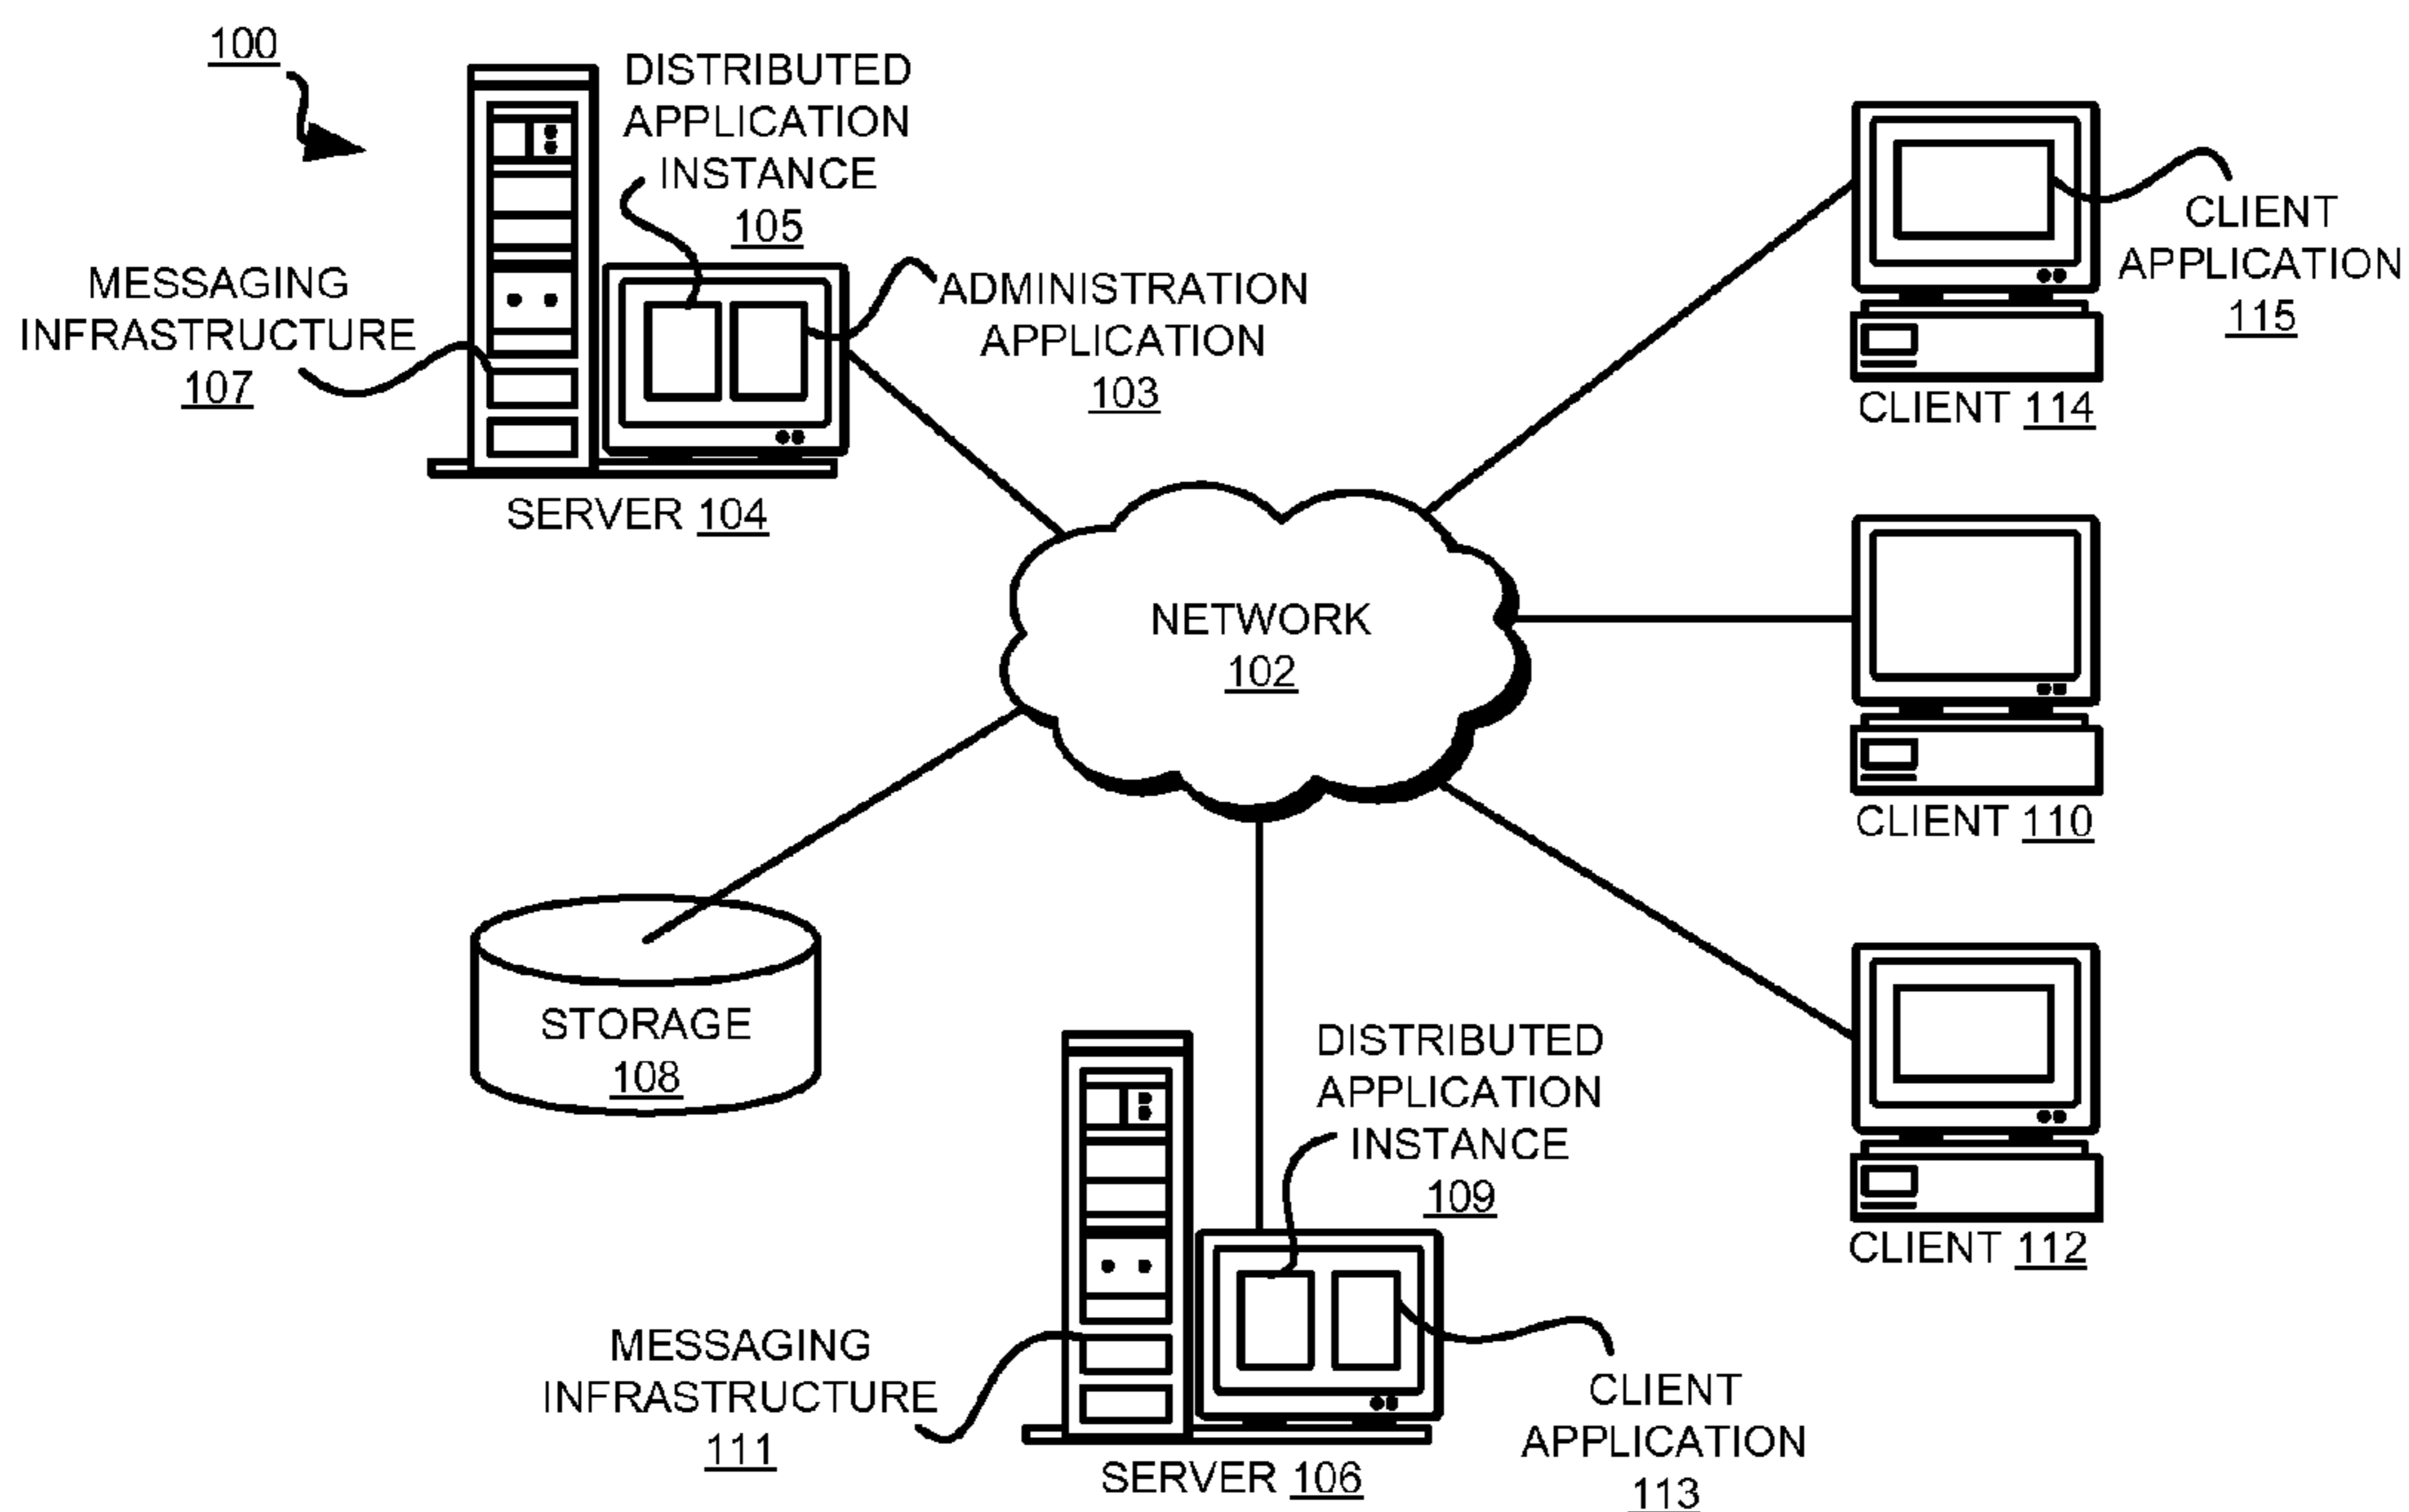 100
DISTRIBUTED
APPLICATION
INSTANCE
105
MESSAGING
INFRASTRUCTURE
107
ADMINISTRATION
APPLICATION
103
SERVER 104
CLIENT
APPLICATION
115
CLIENT 114
NETWORK
102
CLIENT 110
STORAGE
108
DISTRIBUTED
APPLICATION
INSTANCE
109
CLIENT 112
MESSAGING
INFRASTRUCTURE
111
CLIENT
APPLICATION
113
SERVER 106